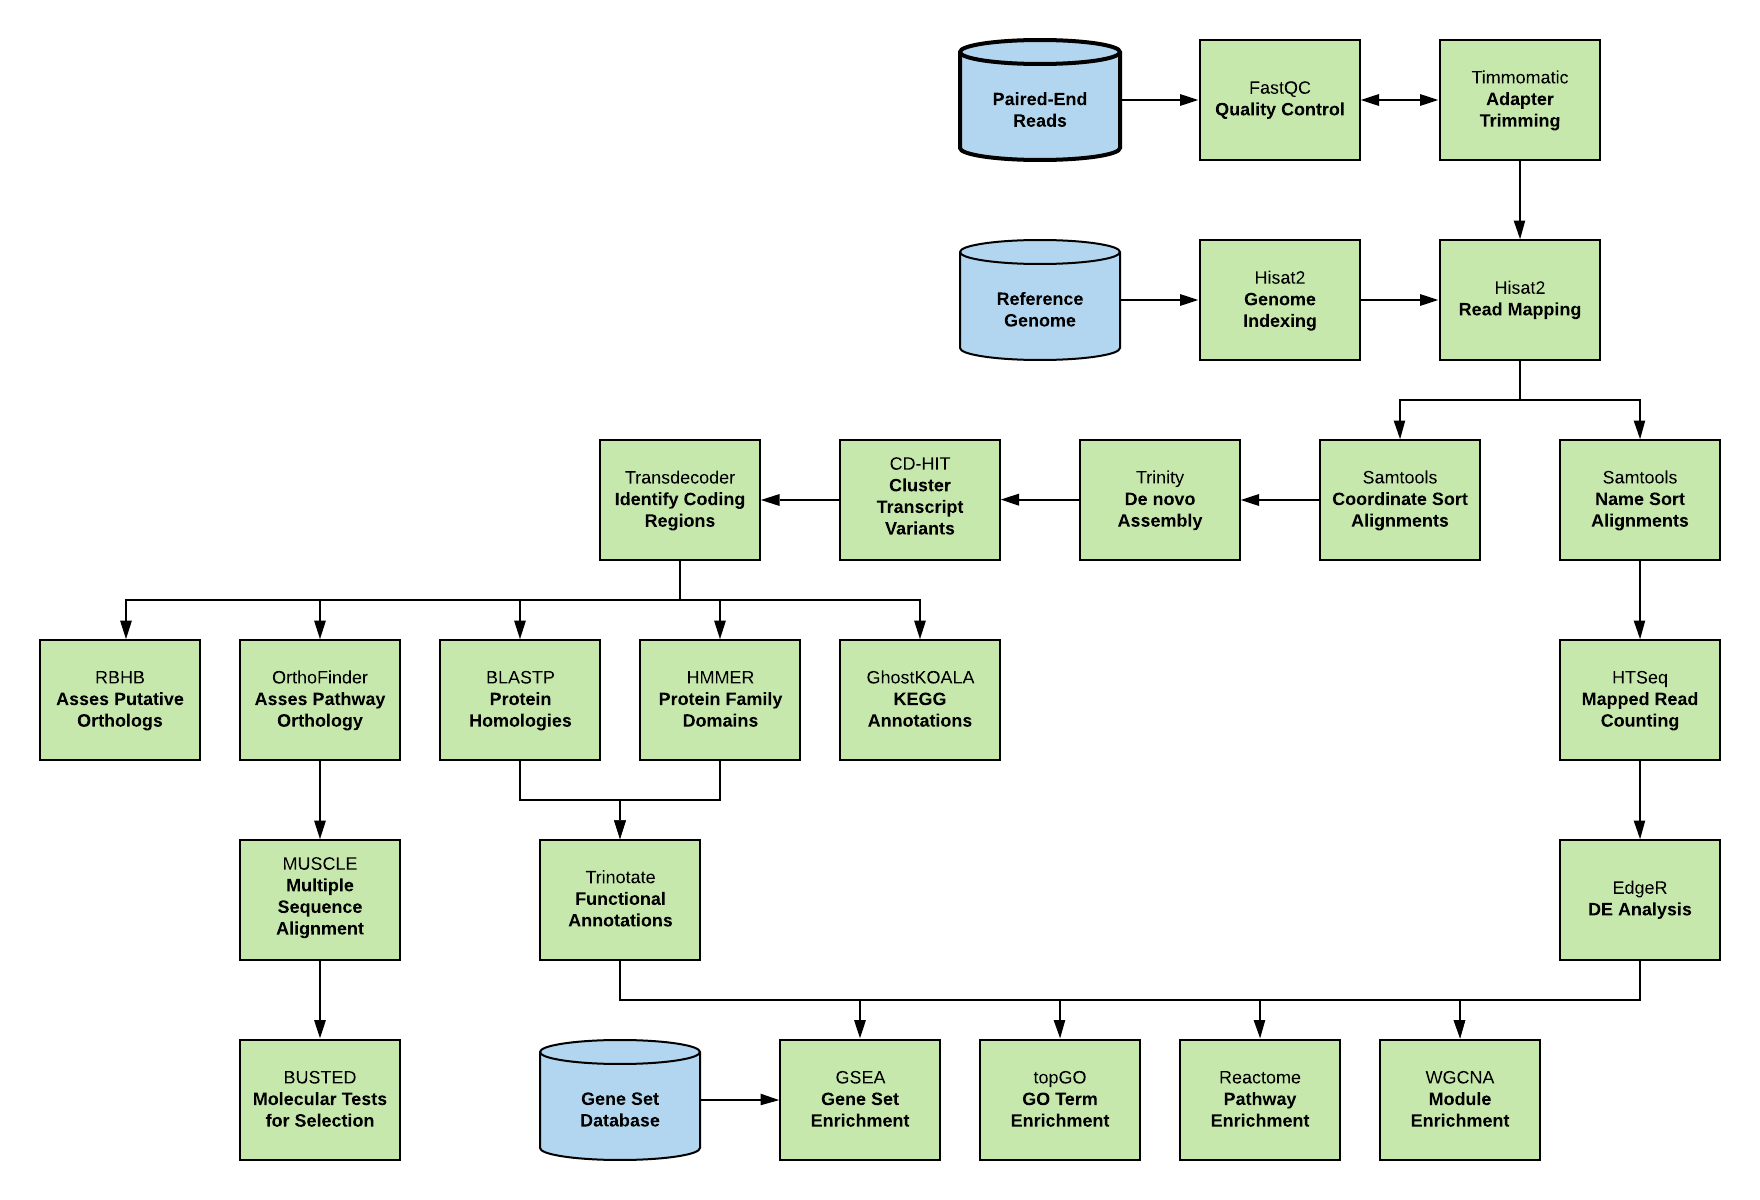 Paired-End
Reads
FastQC
Quality Control
Timmomatic
Adapter
Trimming
Reference
Genome
Hisat2
Genome
Indexing
Hisat2
Read Mapping
Transdecoder
Identify Coding
Regions
CD-HIT
Cluster
Transcript
Variants
Trinity
De novo
Assembly
Samtools
Coordinate Sort
Alignments
Samtools
Name Sort
Alignments
RBHB
Asses Putative
Orthologs
OrthoFinder
Asses Pathway
Orthology
BLASTP
Protein
Homologies
HMMER
Protein Family
Domains
GhostKOALA
KEGG
Annotations
HTSeq
Mapped Read
Counting
MUSCLE
Multiple
Sequence
Alignment
Trinotate
Functional
Annotations
EdgeR
DE Analysis
BUSTED
Molecular Tests
for Selection
Gene Set
Database
GSEA
Gene Set
Enrichment
topGO
GO Term
Enrichment
Reactome
Pathway
Enrichment
WGCNA
Module
Enrichment